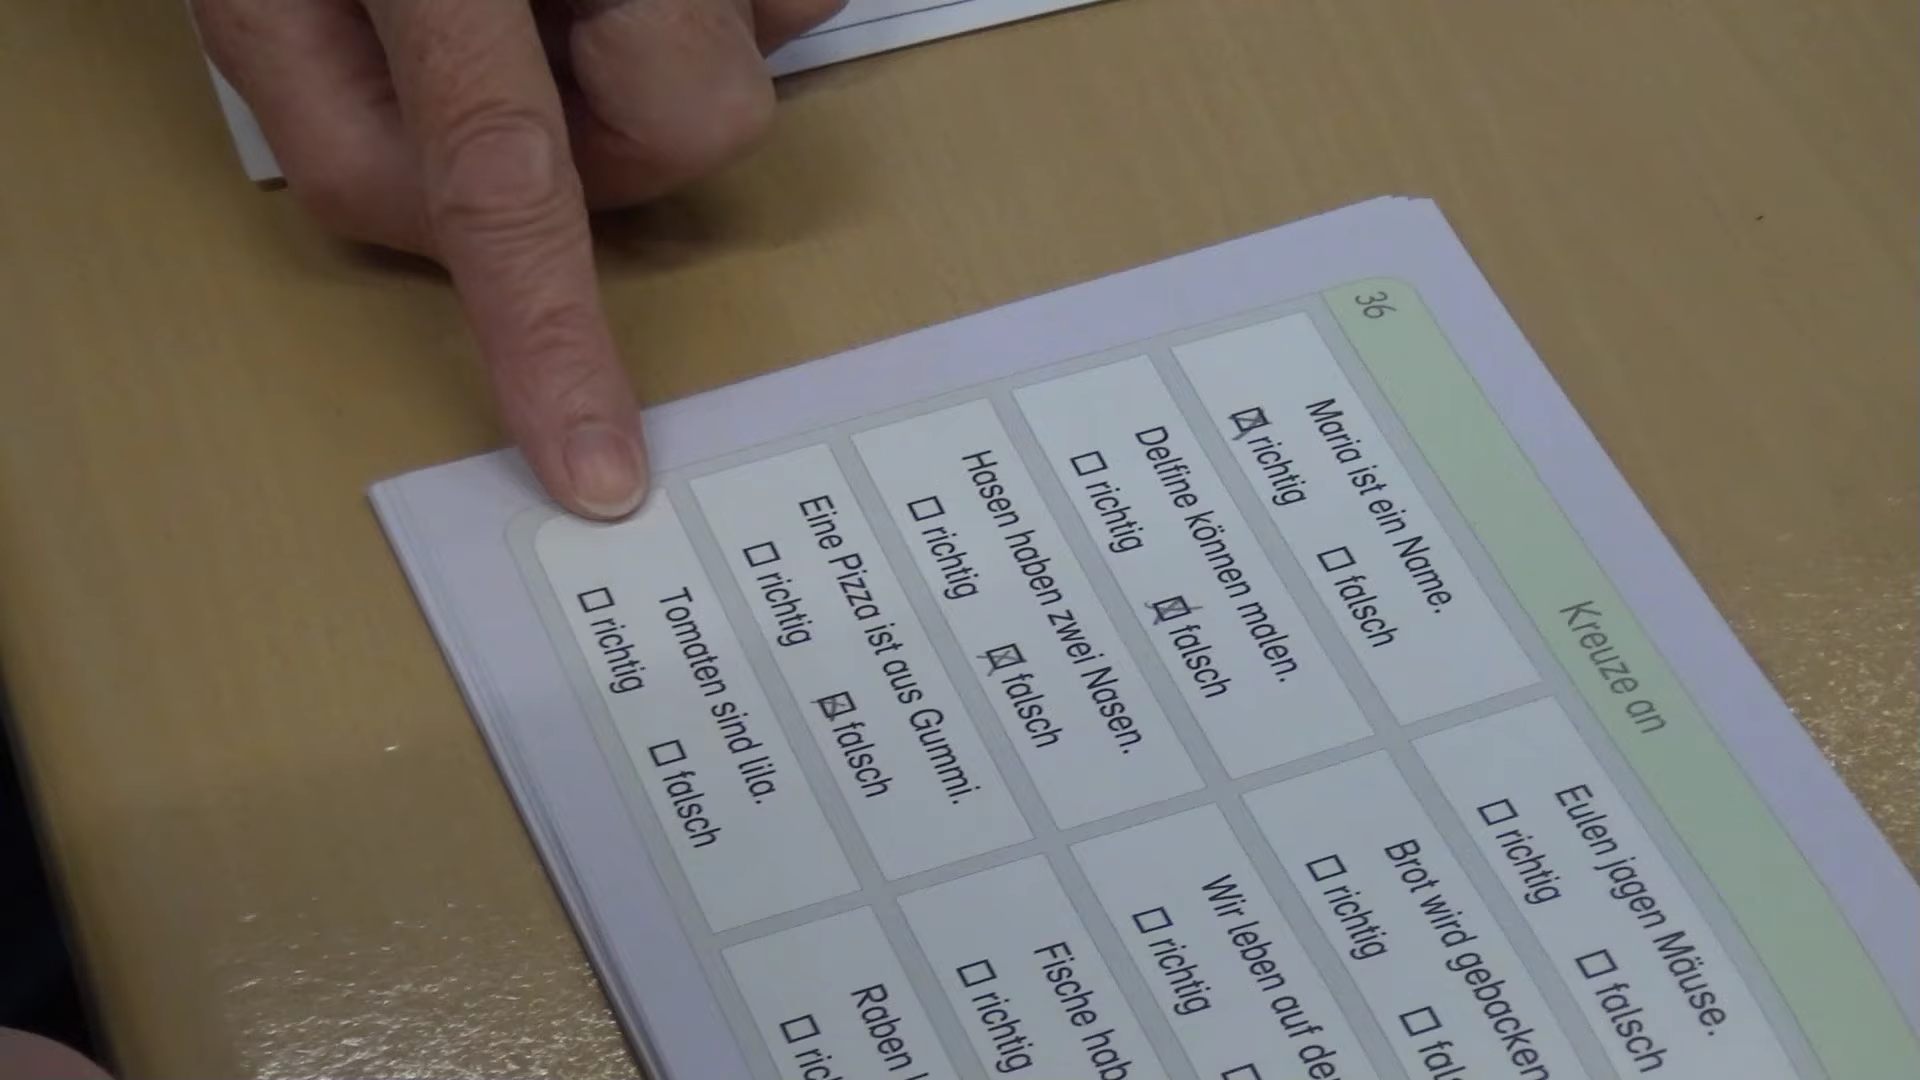 36
Kreuze an
Maria ist ein Name.
☒ richtig ☐ falsch
Delfine können malen.
☐ richtig ☒ falsch
Hasen haben zwei Nasen.
☐ richtig ☒ falsch
Eine Pizza ist aus Gummi.
☐ richtig ☒ falsch
Tomaten sind lila.
☐ richtig ☐ falsch
Eulen jagen Mäuse.
☐ richtig ☐ falsch
Brot wird gebacken
☐ richtig ☐
Wir leben auf
☐ richtig ☐
Fische
☐ richtig
Raben
☐